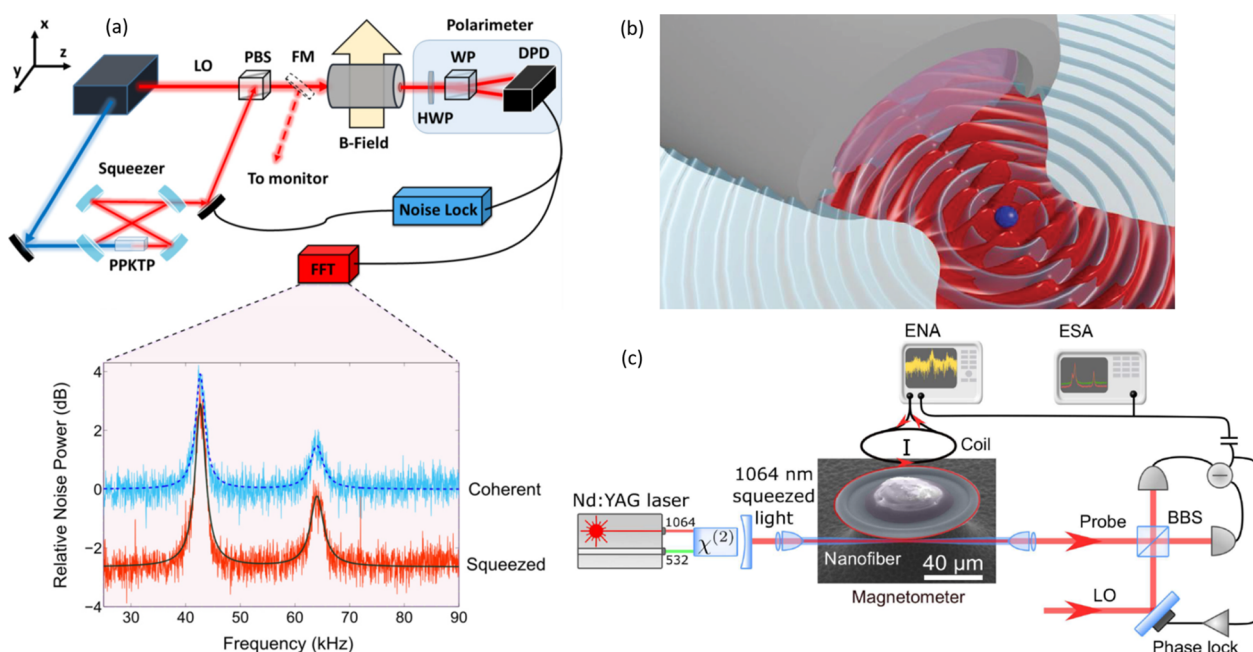 (a)
x
z
y
LO
PBS
FM
Polarimeter
WP
DPD
HWP
B-Field
Squeezer
To monitor
Noise Lock
PPKTP
FFT
Relative Noise Power (dB)
4
2
0
−2
−4
Coherent
Squeezed
30
40
50
60
70
80
90
Frequency (kHz)
(b)
(c)
ENA
ESA
I
Coil
1064 nm
squeezed
light
Nd:YAG laser
1064
532
χ(2)
Nanofiber
40 μm
Magnetometer
Probe
BBS
LO
Phase lock